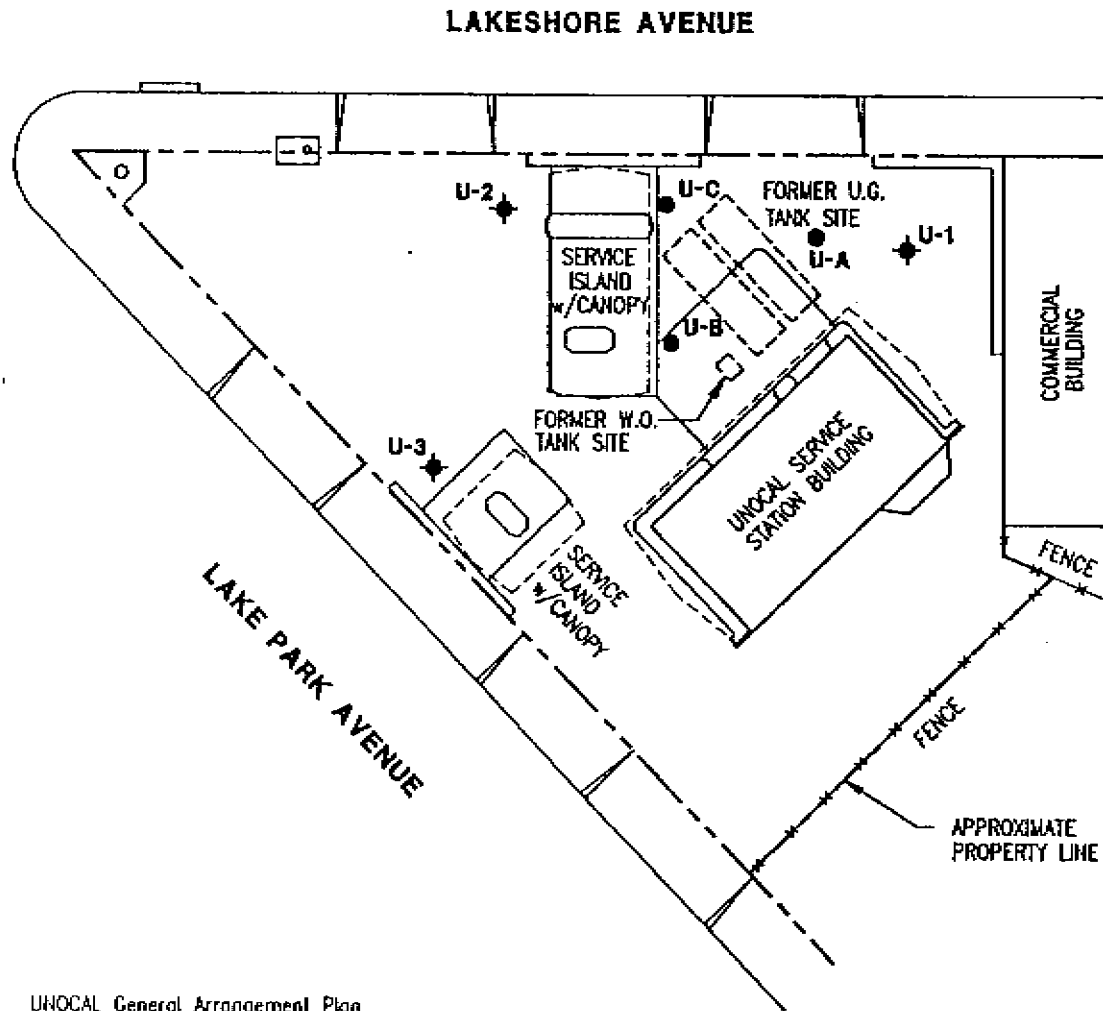 LAKESHORE AVENUE
U-2
U-C
FORMER U.G.
TANK SITE
U-1
U-A
SERVICE
ISLAND
w/CANOPY
U-B
COMMERCIAL
BUILDING
FORMER W.O.
TANK SITE
U-3
UNOCAL SERVICE
STATION BUILDING
SERVICE
ISLAND
w/CANOPY
FENCE
LAKE PARK AVENUE
FENCE
APPROXIMATE
PROPERTY LINE
UNOCAL General Arrangement Plan